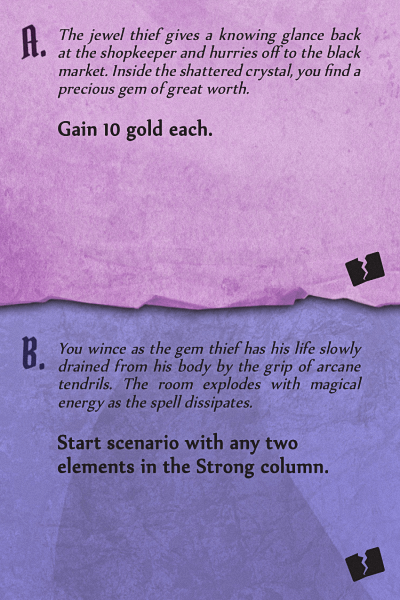 A. The jewel thief gives a knowing glance back
at the shopkeeper and hurries off to the black
market. Inside the shattered crystal, you find a
precious gem of great worth.
Gain 10 gold each.
B. You wince as the gem thief has his life slowly
drained from his body by the grip of arcane
tendrils. The room explodes with magical
energy as the spell dissipates.
Start scenario with any two
elements in the Strong column.